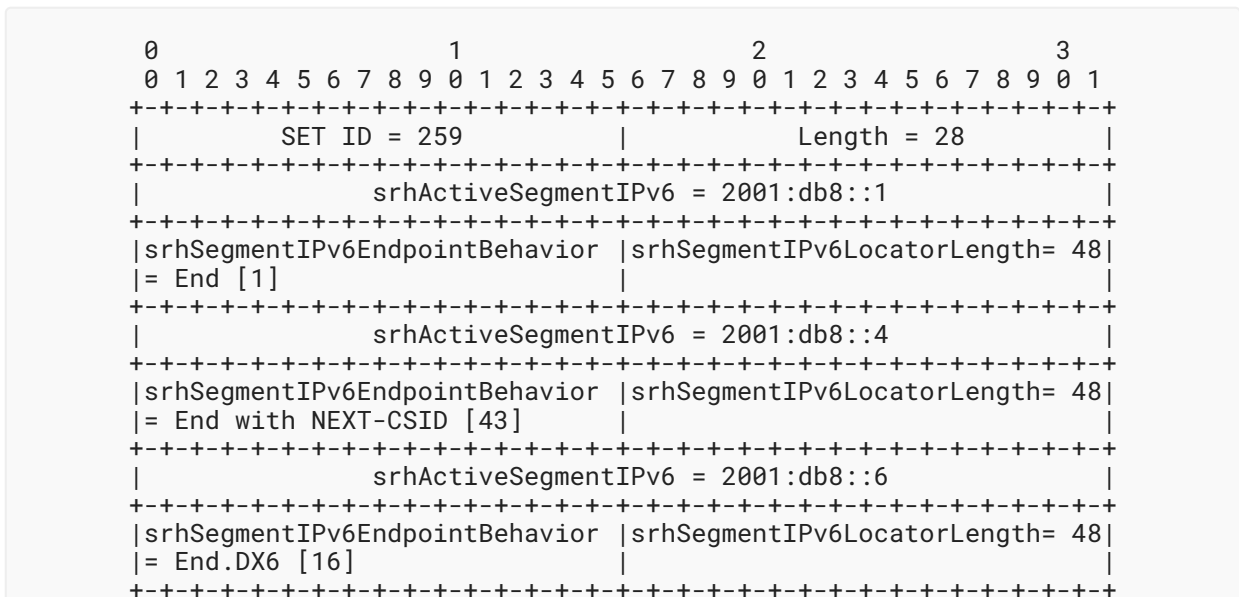 0                   1                   2                   3
 0 1 2 3 4 5 6 7 8 9 0 1 2 3 4 5 6 7 8 9 0 1 2 3 4 5 6 7 8 9 0 1
+-+-+-+-+-+-+-+-+-+-+-+-+-+-+-+-+-+-+-+-+-+-+-+-+-+-+-+-+-+-+-+-+
|         SET ID = 259          |           Length = 28         |
+-+-+-+-+-+-+-+-+-+-+-+-+-+-+-+-+-+-+-+-+-+-+-+-+-+-+-+-+-+-+-+-+
|               srhActiveSegmentIPv6 = 2001:db8::1              |
+-+-+-+-+-+-+-+-+-+-+-+-+-+-+-+-+-+-+-+-+-+-+-+-+-+-+-+-+-+-+-+-+
|srhSegmentIPv6EndpointBehavior |srhSegmentIPv6LocatorLength= 48|
|= End [1]                      |                               |
+-+-+-+-+-+-+-+-+-+-+-+-+-+-+-+-+-+-+-+-+-+-+-+-+-+-+-+-+-+-+-+-+
|               srhActiveSegmentIPv6 = 2001:db8::4              |
+-+-+-+-+-+-+-+-+-+-+-+-+-+-+-+-+-+-+-+-+-+-+-+-+-+-+-+-+-+-+-+-+
|srhSegmentIPv6EndpointBehavior |srhSegmentIPv6LocatorLength= 48|
|= End with NEXT-CSID [43]      |                               |
+-+-+-+-+-+-+-+-+-+-+-+-+-+-+-+-+-+-+-+-+-+-+-+-+-+-+-+-+-+-+-+-+
|               srhActiveSegmentIPv6 = 2001:db8::6              |
+-+-+-+-+-+-+-+-+-+-+-+-+-+-+-+-+-+-+-+-+-+-+-+-+-+-+-+-+-+-+-+-+
|srhSegmentIPv6EndpointBehavior |srhSegmentIPv6LocatorLength= 48|
|= End.DX6 [16]                 |                               |
+-+-+-+-+-+-+-+-+-+-+-+-+-+-+-+-+-+-+-+-+-+-+-+-+-+-+-+-+-+-+-+-+